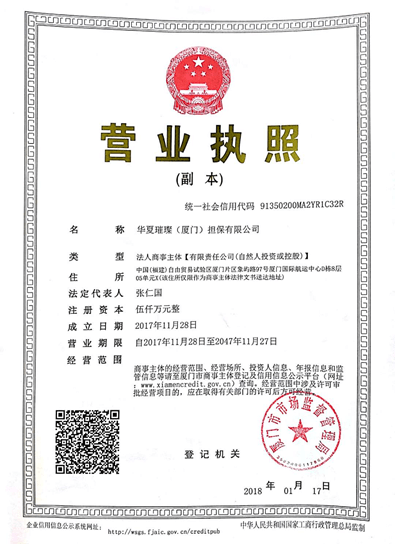 营业执照
(副 本)
统一社会信用代码 91350200MA2YR1C32R
名称 华夏璀璨（厦门）担保有限公司
类型 法人商事主体【有限责任公司(自然人投资或控股)】
住所 中国(福建)自由贸易试验区厦门片区象屿路97号厦门国际航运中心D栋8层
05单元X(该住所仅限作为商事主体法律文书送达地址)
法定代表人 张仁国
注册资本 伍仟万元整
成立日期 2017年11月28日
营业期限 自2017年11月28日至2047年11月27日
经营范围
商事主体的经营范围、经营场所、投资人信息、年报信息和监
管信息等请至厦门市商事主体登记及信用信息公示平台（网址
：www.xiamencredit.gov.cn）查询。经营范围中涉及许可审
批经营项目的，应在取得有关部门的许可后方可经营
厦门市市场监督管理局
登记机关
2018 年 01月 17日
企业信用信息公示系统网址：
http://wsgs.fjaic.gov.cn/creditpub
中华人民共和国国家工商行政管理总局监制